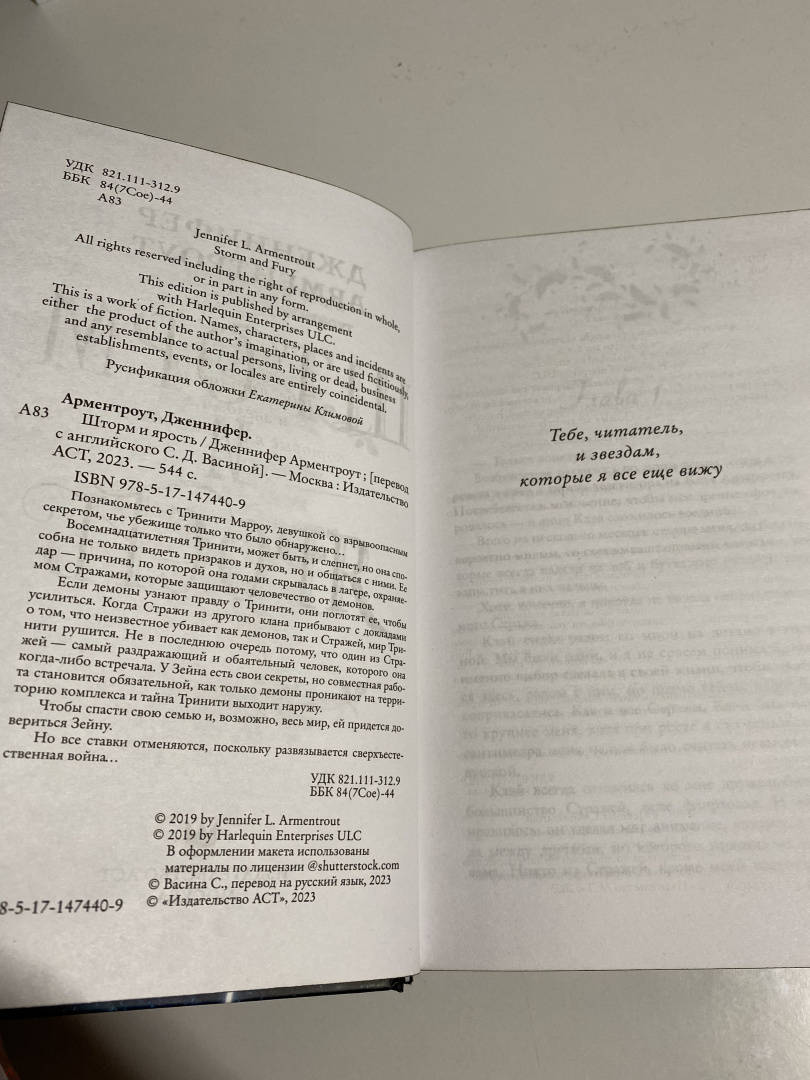 УДК 821.111-312.9
ББК 84(7Сое)-44
А83
Jennifer L. Armentrout
Storm and Fury
All rights reserved including the right of reproduction in whole,
or in part in any form.
This edition is published by arrangement
with Harlequin Enterprises ULC.
This is a work of fiction. Names, characters, places and incidents are
either the product of the author's imagination, or are used fictitiously,
and any resemblance to actual persons, living or dead, business
establishments, events, or locales are entirely coincidental.
Русификация обложки Екатерины Климовой
Арментроут, Дженнифер.
А83 Шторм и ярость / Дженнифер Арментроут ; [перевод
с английского С. Д. Васиной]. — Москва : Издательство
АСТ, 2023. — 544 с.
ISBN 978-5-17-147440-9
Познакомьтесь с Тринити Марроу, девушкой со взрывоопасным
секретом, чье убежище только что было обнаружено...
Восемнадцатилетняя Тринити, может быть, и слепнет, но она спо-
собна не только видеть призраков и духов, но и общаться с ними. Ее
дар — причина, по которой она годами скрывалась в лагере, охраняе-
мом Стражами, которые защищают человечество от демонов.
Если демоны узнают правду о Тринити, они поглотят ее, чтобы
усилиться. Когда Стражи из другого клана прибывают с докладами
о том, что неизвестное убивает как демонов, так и Стражей, мир Три-
нити рушится. Не в последнюю очередь потому, что один из Стра-
жей — самый раздражающий и обаятельный человек, которого она
когда-либо встречала. У Зейна есть свои секреты, но совместная рабо-
та становится обязательной, как только демоны проникают на терри-
торию комплекса и тайна Тринити выходит наружу.
Чтобы спасти свою семью и, возможно, весь мир, ей придется до-
вериться Зейну.
Но все ставки отменяются, поскольку развязывается сверхъесте-
ственная война...
УДК 821.111-312.9
ББК 84(7Сое)-44
© 2019 by Jennifer L. Armentrout
© 2019 by Harlequin Enterprises ULC
В оформлении макета использованы
материалы по лицензии @shutterstock.com
© Васина С., перевод на русский язык, 2023
8-5-17-147440-9 © «Издательство АСТ», 2023
Тебе, читатель,
и звездам,
которые я все еще вижу